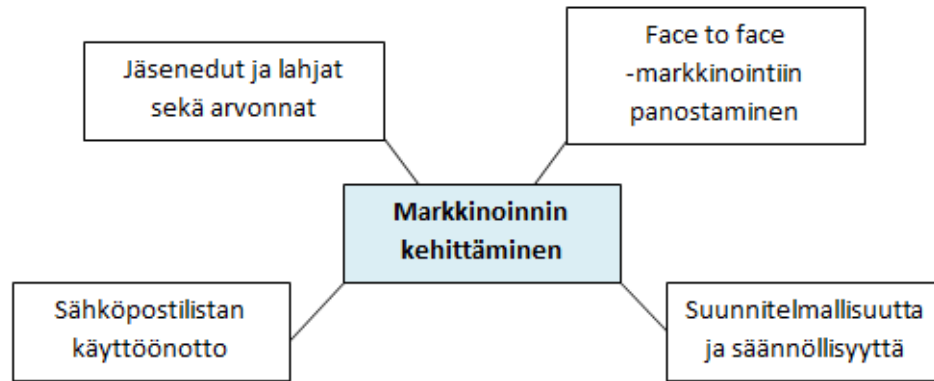 Jäsenedut ja lahjat
sekä arvonnat
Face to face
-markkinointiin
panostaminen
Markkinoinnin
kehittäminen
Sähköpostilistan
käyttöönotto
Suunnitelmallisuutta
ja säännöllisyyttä